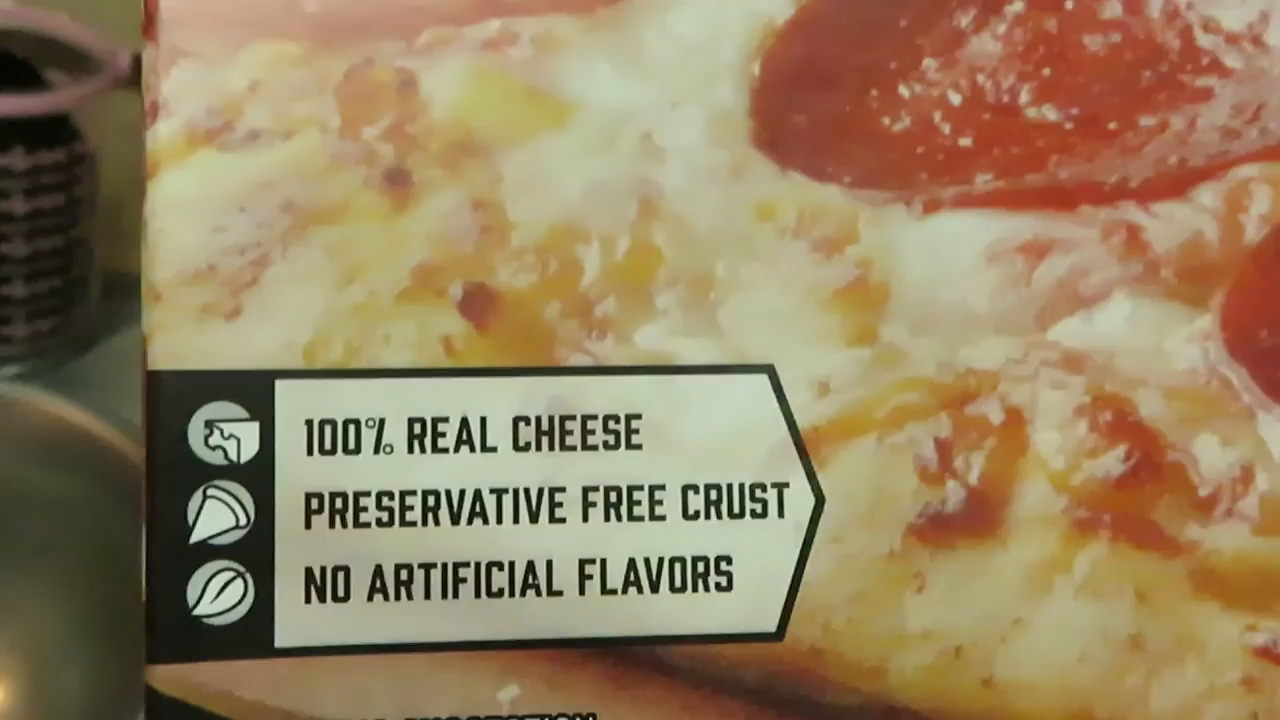 100% REAL CHEESE
PRESERVATIVE FREE CRUST
NO ARTIFICIAL FLAVORS